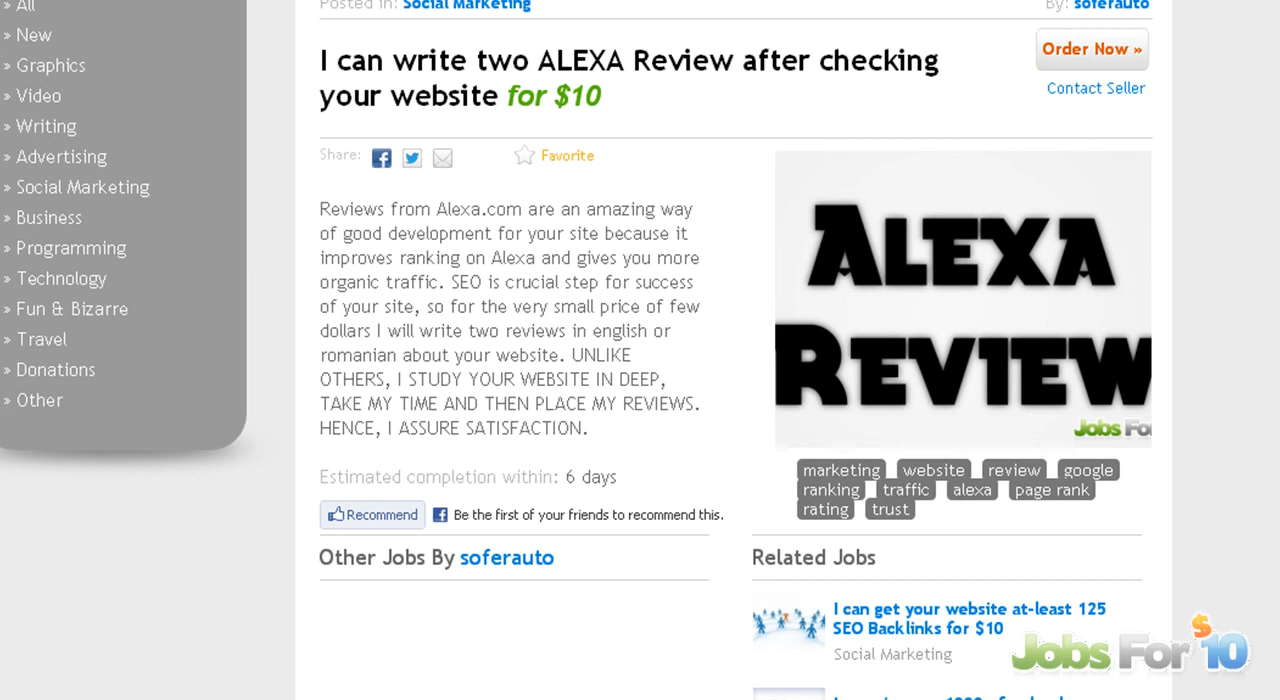 » All
» New
» Graphics
» Video
» Writing
» Advertising
» Social Marketing
» Business
» Programming
» Technology
» Fun & Bizarre
» Travel
» Donations
» Other
Posted in: Social Marketing
By: soferauto
I can write two ALEXA Review after checking
your website for $10
Order Now »
Contact Seller
Share:
Favorite
Reviews from Alexa.com are an amazing way
of good development for your site because it
improves ranking on Alexa and gives you more
organic traffic. SEO is crucial step for success
of your site, so for the very small price of few
dollars I will write two reviews in english or
romanian about your website. UNLIKE
OTHERS, I STUDY YOUR WEBSITE IN DEEP,
TAKE MY TIME AND THEN PLACE MY REVIEWS.
HENCE, I ASSURE SATISFACTION.
Estimated completion within: 6 days
Recommend
Be the first of your friends to recommend this.
ALEXA
REVIEW
Jobs Fo
marketing website review google
ranking traffic alexa page rank
rating trust
Other Jobs By soferauto
Related Jobs
I can get your website at-least 125
SEO Backlinks for $10
Social Marketing
Jobs For $10